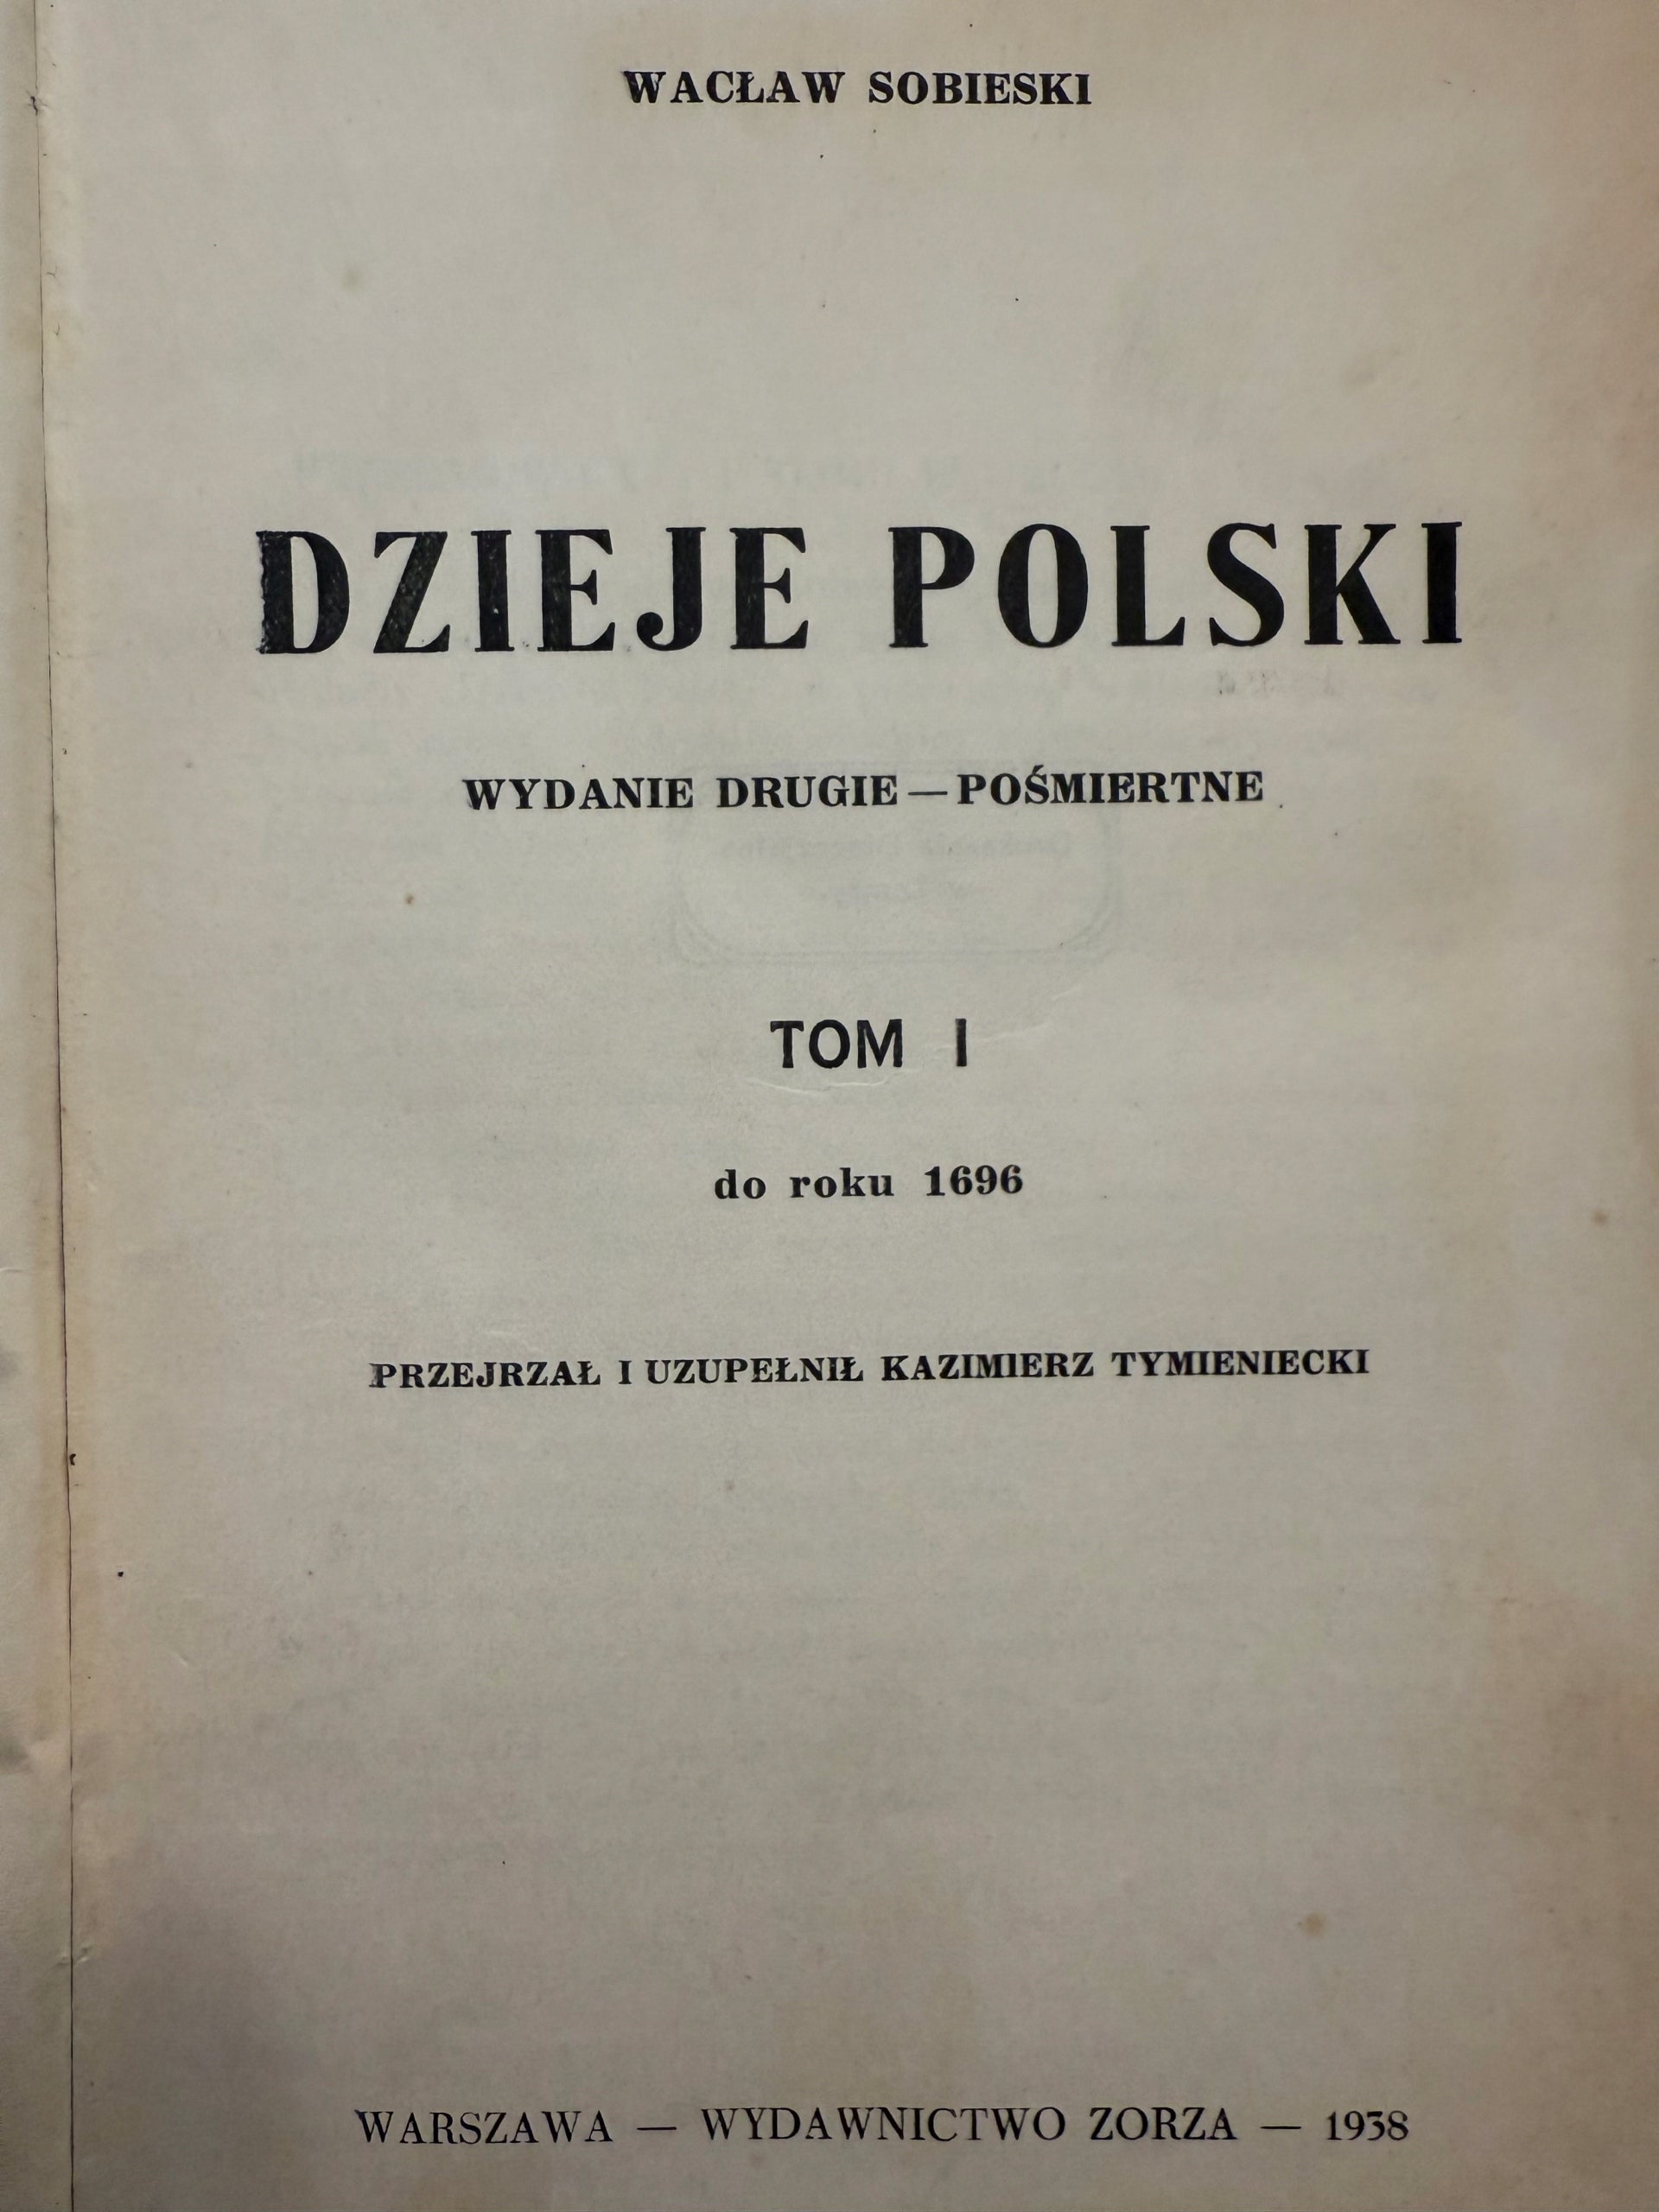 WACŁAW SOBIESKI
DZIEJE POLSKI
WYDANIE DRUGIE — POŚMIERTNE
TOM I
do roku 1696
PRZEJRZAŁ I UZUPEŁNIŁ KAZIMIERZ TYMIENIECKI
WARSZAWA — WYDAWNICTWO ZORZA — 1938